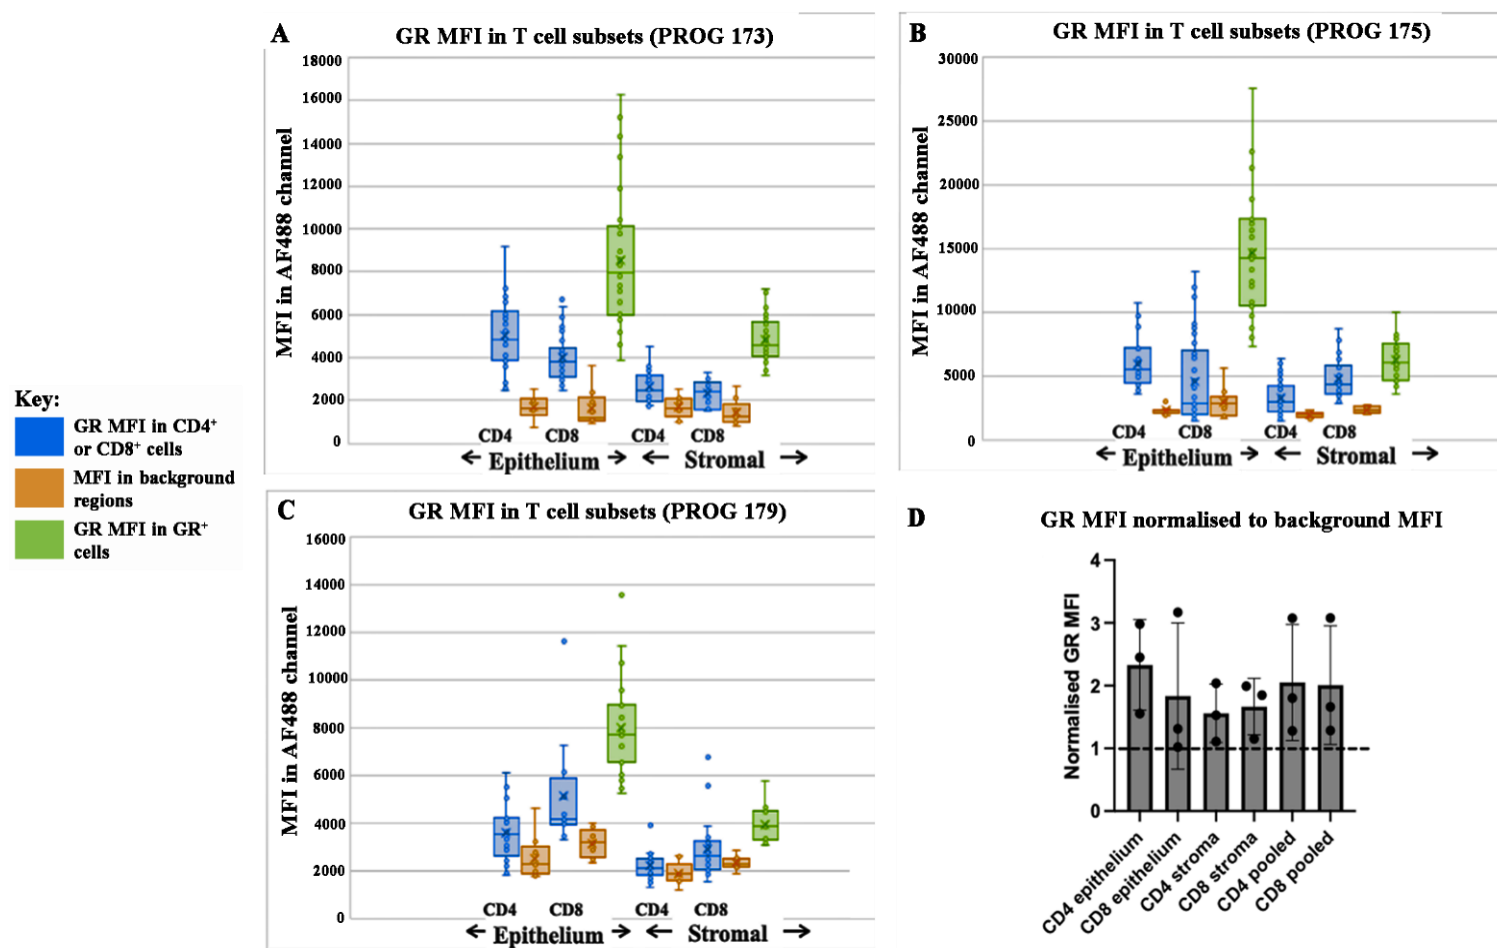 A
GR MFI in T cell subsets (PROG 173)
MFI in AF488 channel
18000
16000
14000
12000
10000
8000
6000
4000
2000
0
CD4 CD8 CD4 CD8
← Epithelium → ← Stromal →
B
GR MFI in T cell subsets (PROG 175)
MFI in AF488 channel
30000
25000
20000
15000
10000
5000
0
CD4 CD8 CD4 CD8
← Epithelium → ← Stromal →
Key:
GR MFI in CD4⁺
or CD8⁺ cells
MFI in background
regions
GR MFI in GR⁺
cells
C
GR MFI in T cell subsets (PROG 179)
MFI in AF488 channel
16000
14000
12000
10000
8000
6000
4000
2000
0
CD4 CD8 CD4 CD8
← Epithelium → ← Stromal →
D
GR MFI normalised to background MFI
Normalised GR MFI
4
3
2
1
0
CD4 epithelium
CD8 epithelium
CD4 stroma
CD8 stroma
CD4 pooled
CD8 pooled